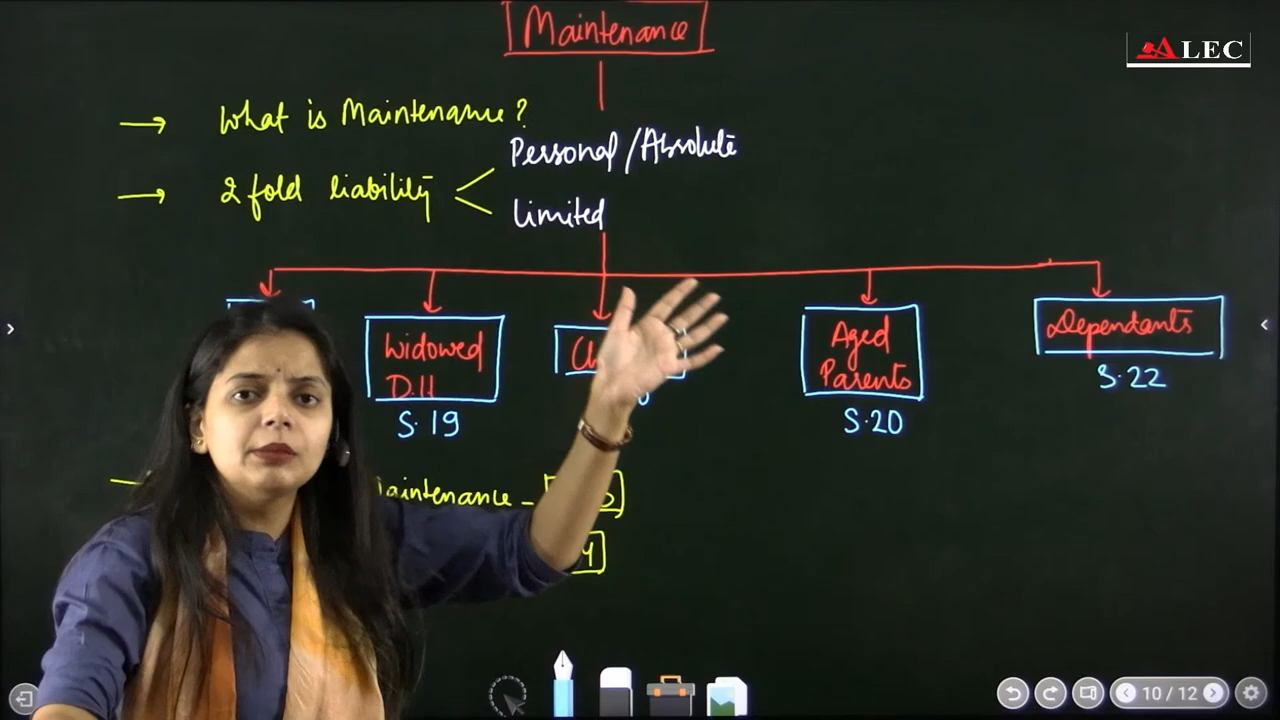 Maintenance
ALEC
→ What is Maintenance?
→ 2 fold liability
Personal/Absolute
Limited
Widowed
D.I.L
S.19
Aged
Parents
S.20
Dependants
S.22
Maintenance -
10 / 12